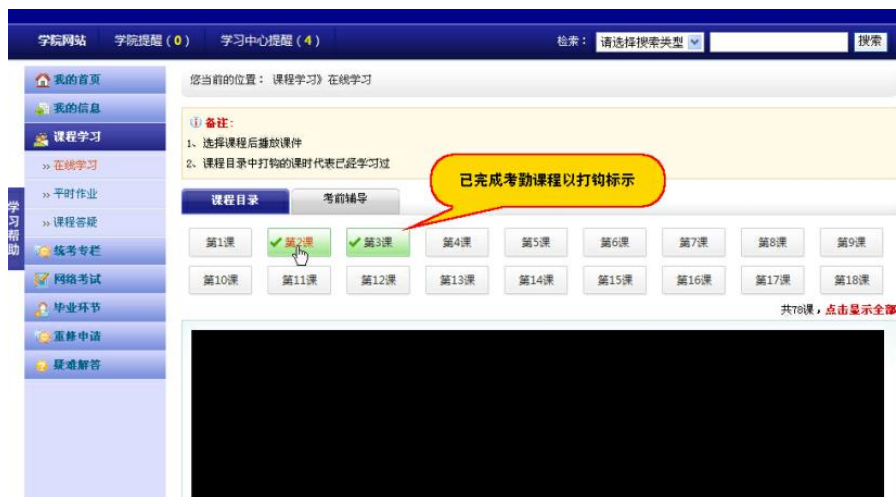 学院网站 学院提醒(0) 学习中心提醒(4) 检索： 请选择搜索类型 搜索
我的首页
我的信息
课程学习
» 在线学习
» 平时作业
» 课程答疑
统考专栏
网络考试
毕业环节
重修申请
疑难解答
学习帮助
您当前的位置： 课程学习》在线学习
备注：
1、选择课程后播放课件
2、课程目录中打钩的课时代表已经学习过
已完成考勤课程以打钩标示
课程目录 考前辅导
第1课 第2课 第3课 第4课 第5课 第6课 第7课 第8课 第9课
第10课 第11课 第12课 第13课 第14课 第15课 第16课 第17课 第18课
共78课，点击显示全部